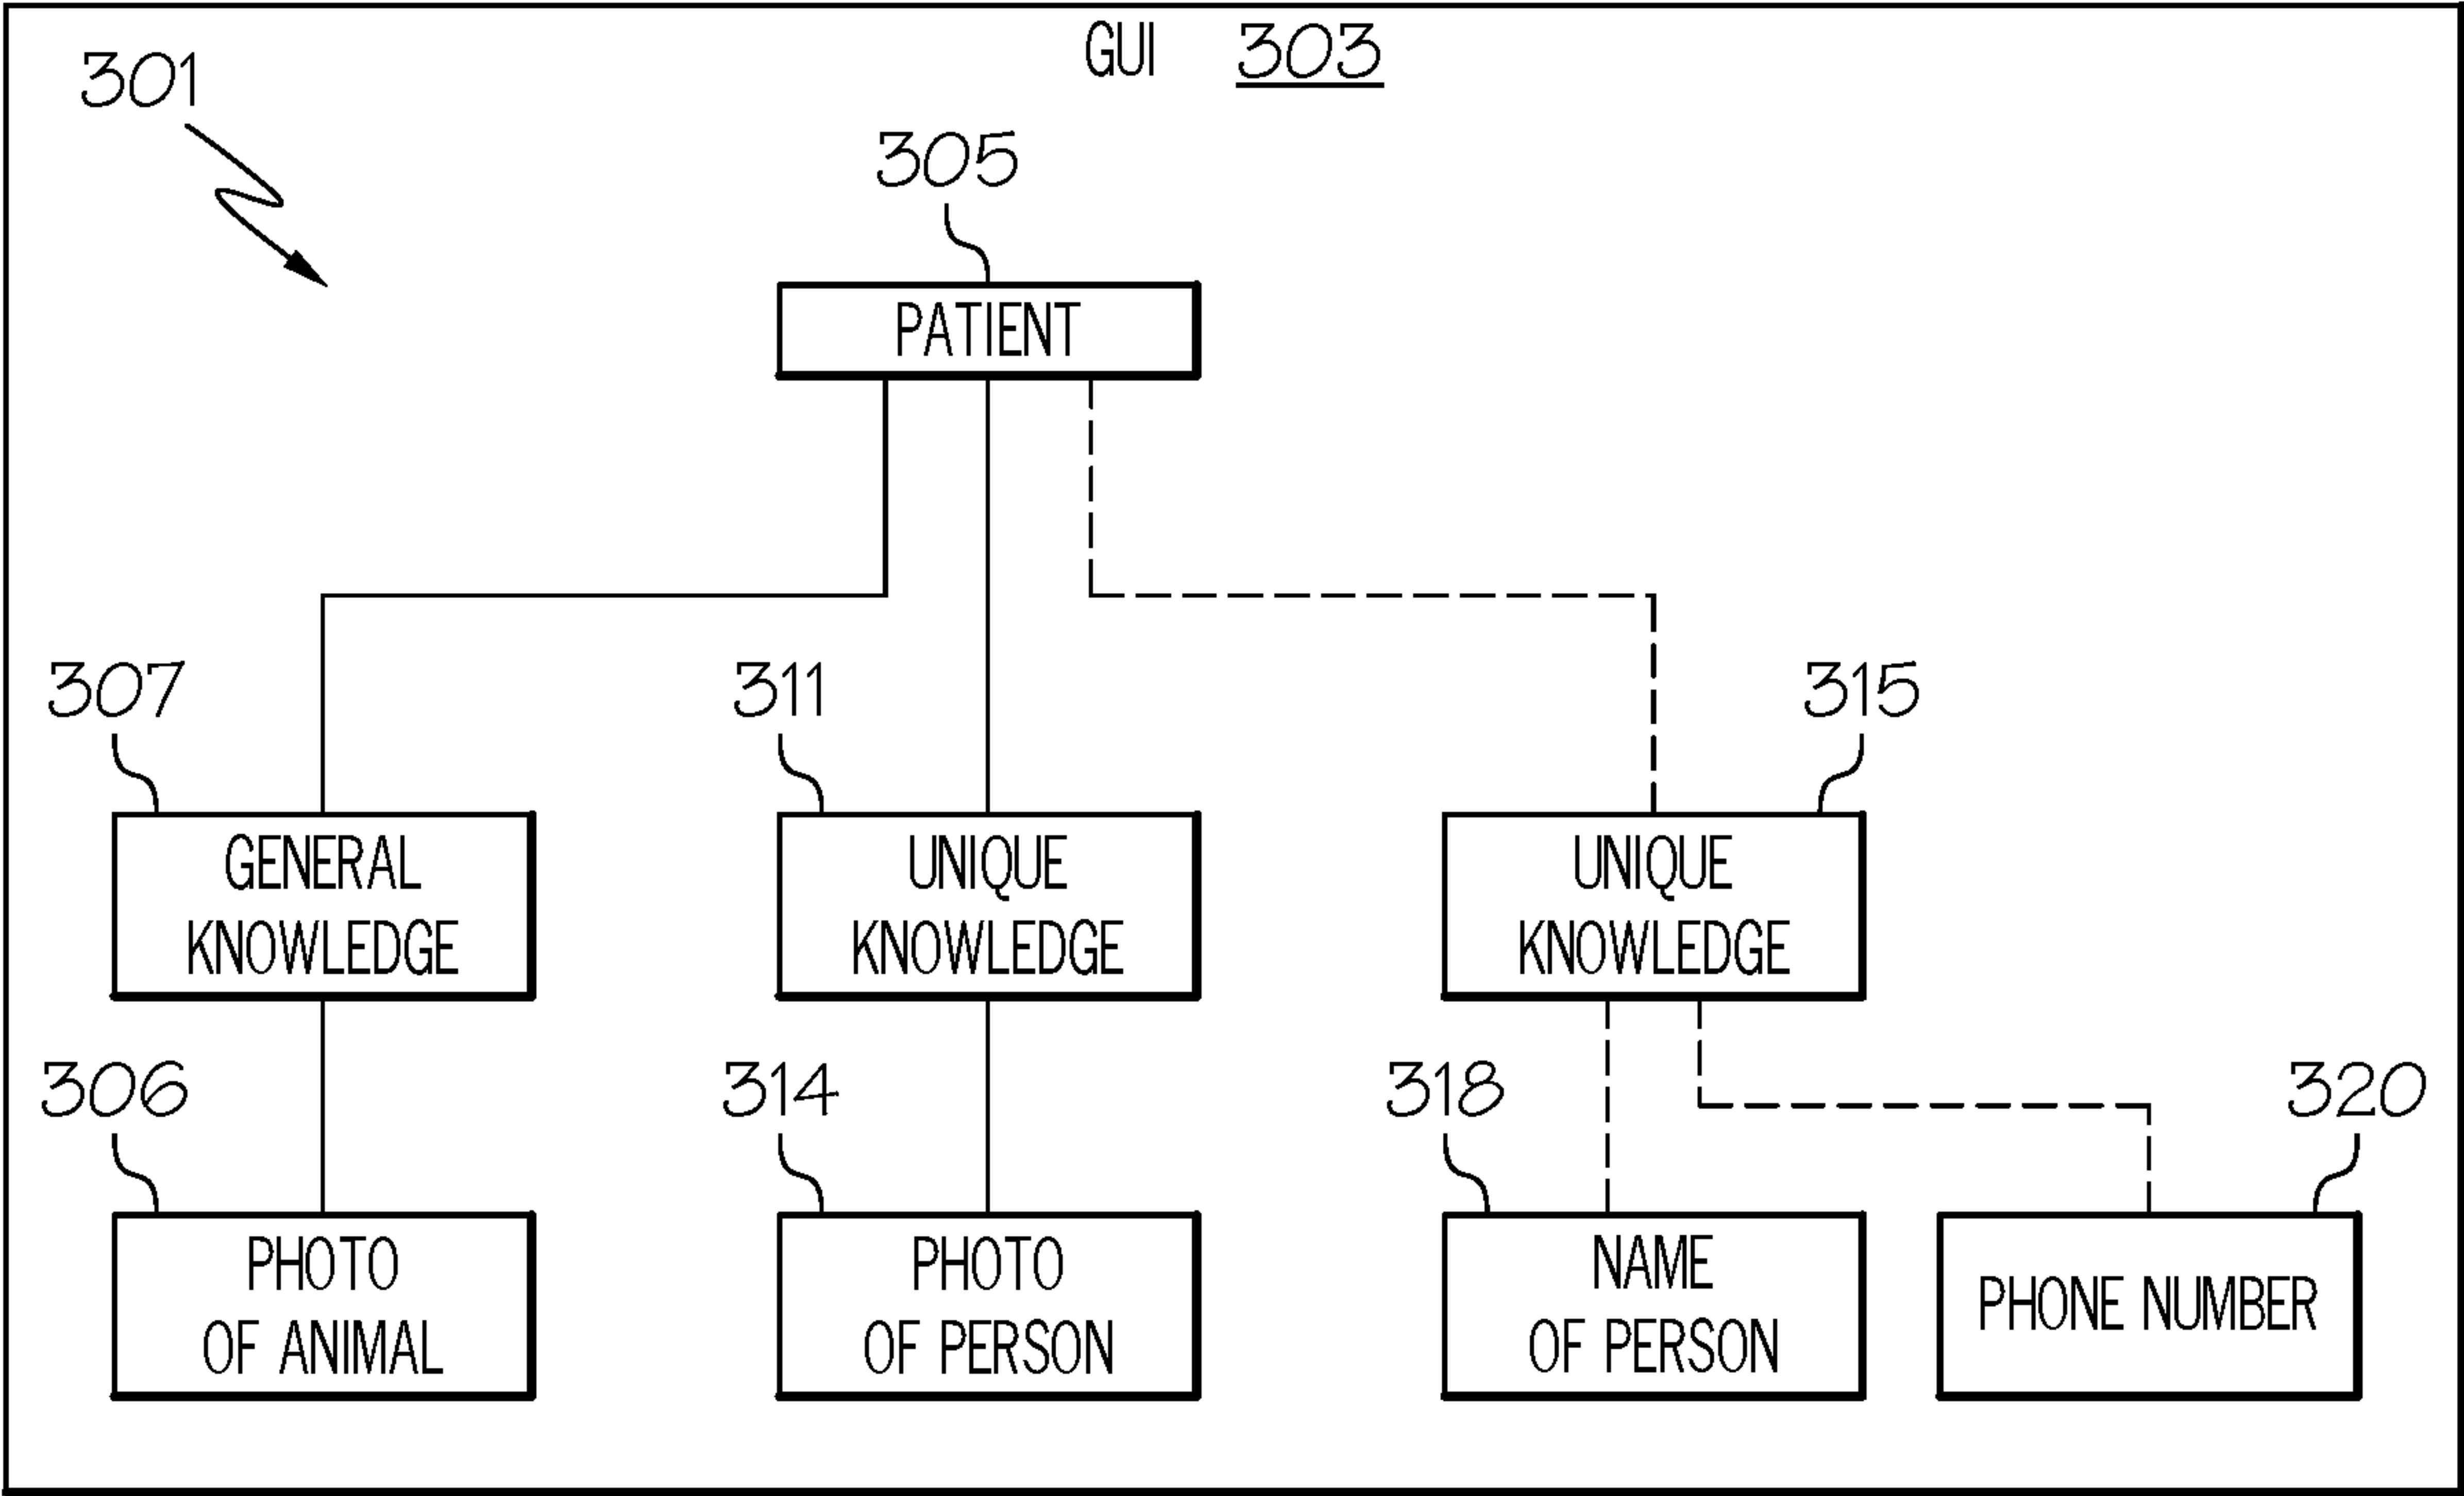 GUI 303
301
305
PATIENT
307
311
315
GENERAL
KNOWLEDGE
UNIQUE
KNOWLEDGE
UNIQUE
KNOWLEDGE
306
314
318
320
PHOTO
OF ANIMAL
PHOTO
OF PERSON
NAME
OF PERSON
PHONE NUMBER